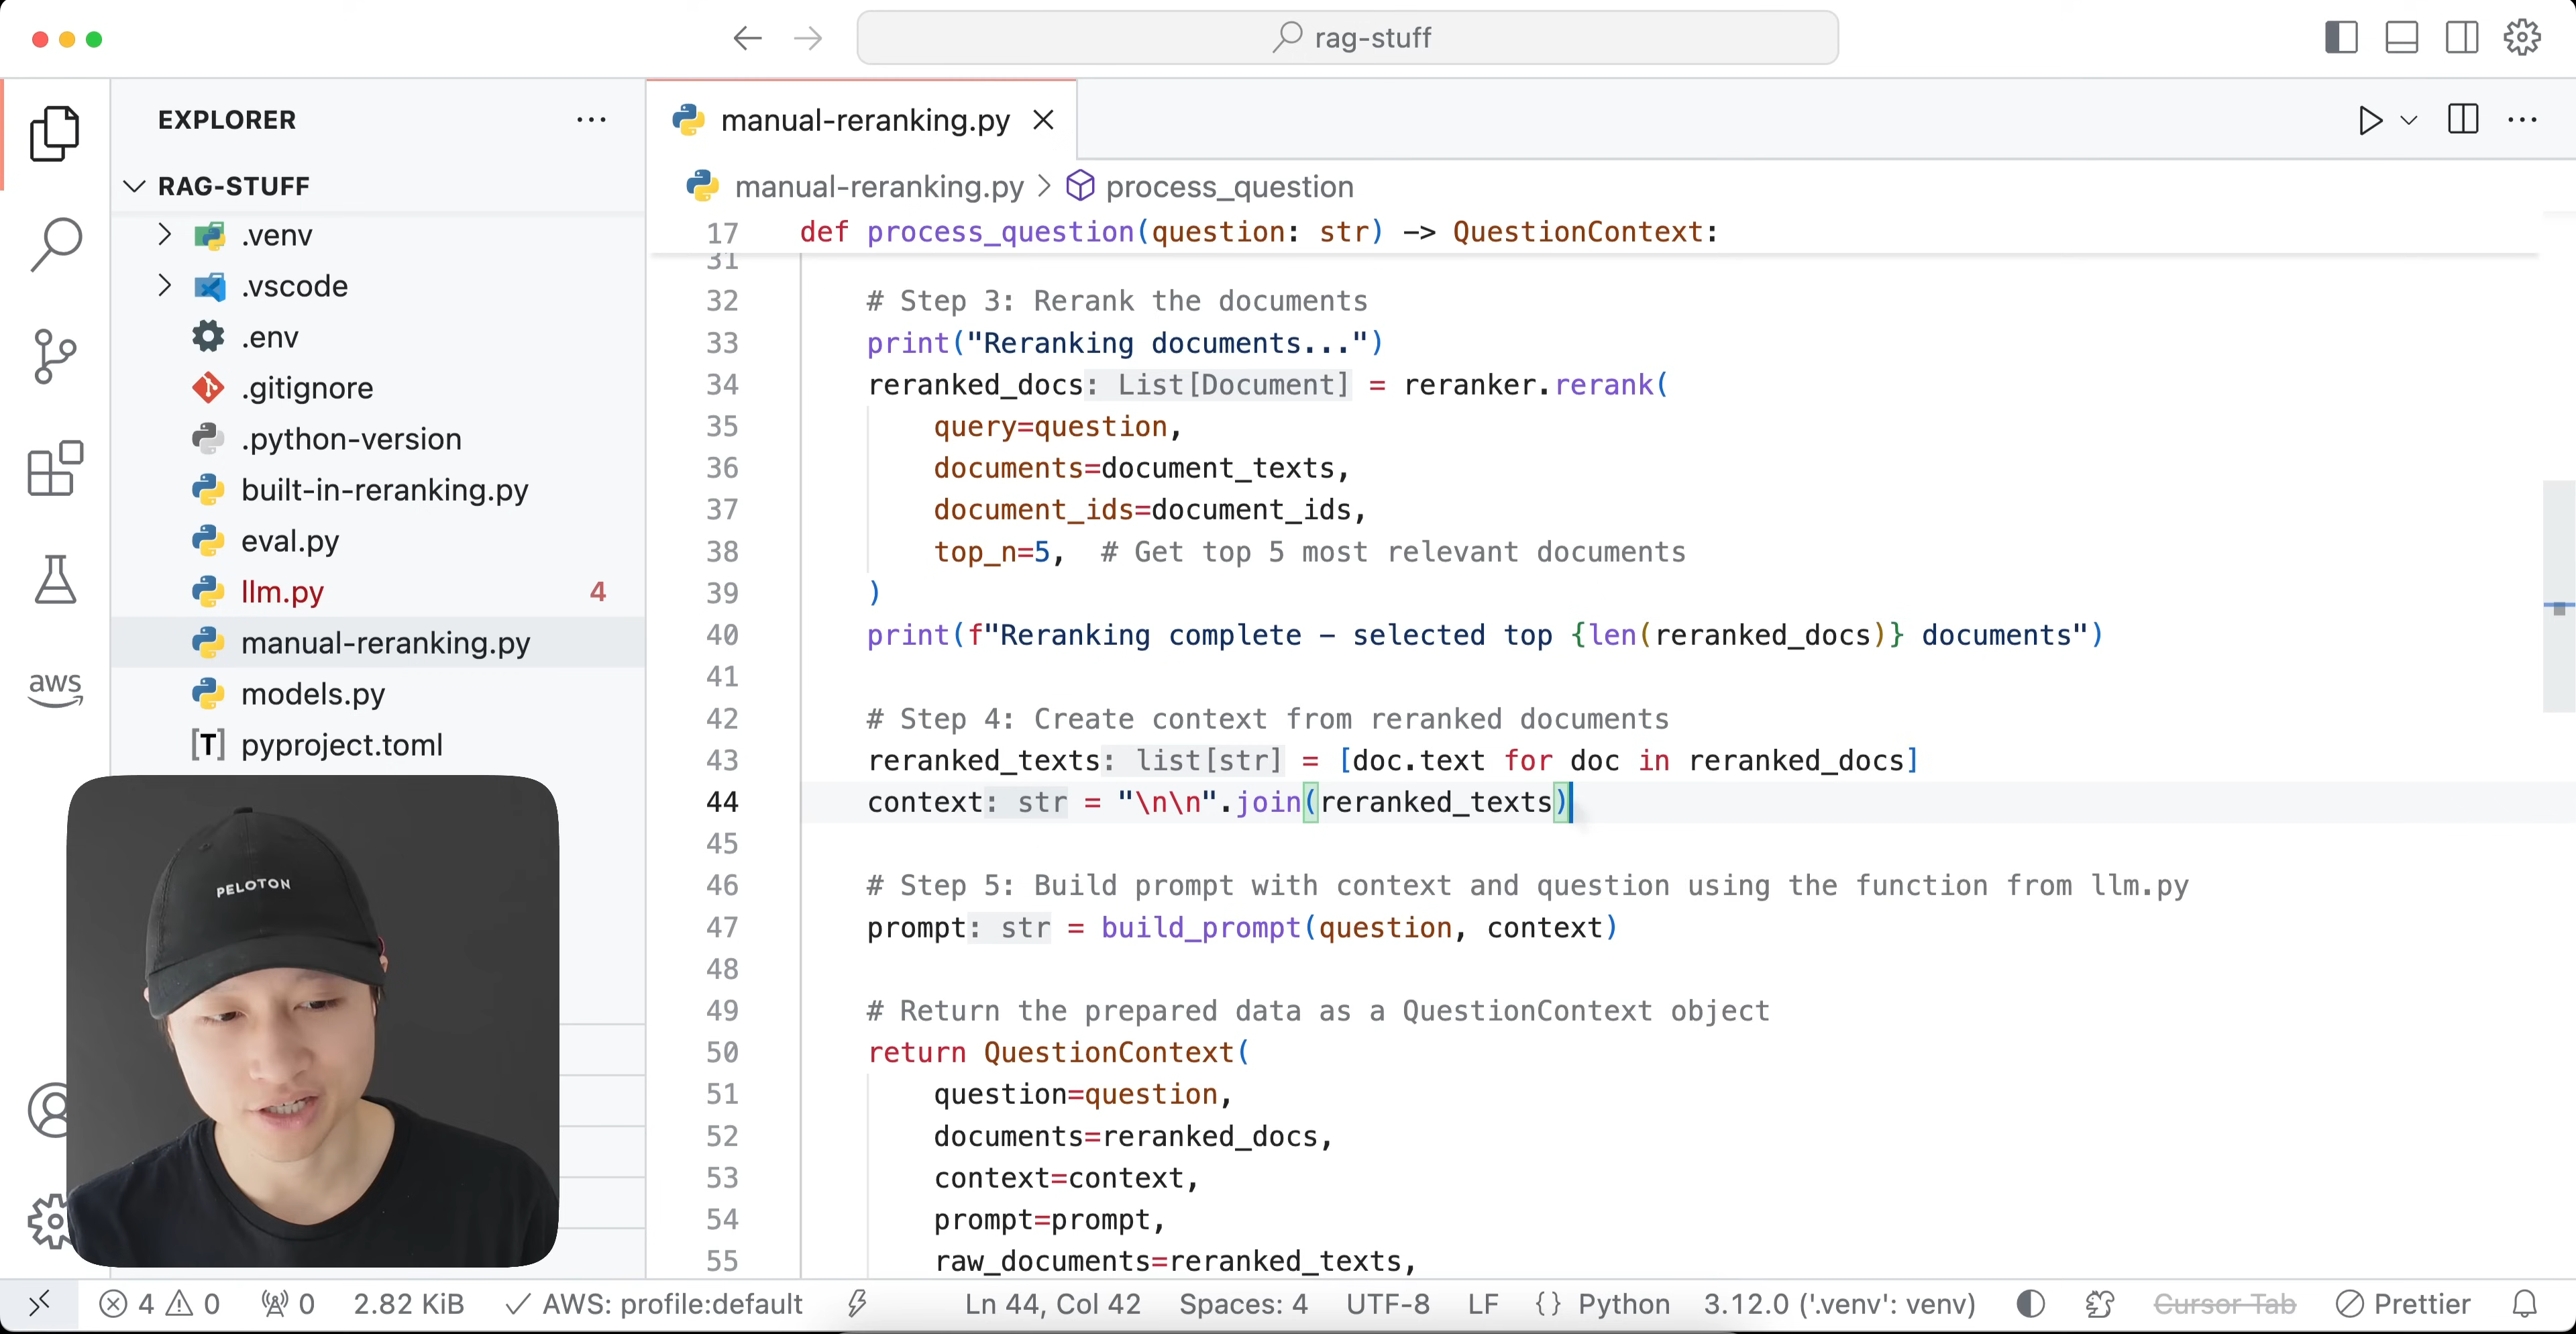 rag-stuff
EXPLORER
RAG-STUFF
.venv
.vscode
.env
.gitignore
.python-version
built-in-reranking.py
eval.py
llm.py 4
manual-reranking.py
models.py
[T] pyproject.toml
aws
PELOTON
manual-reranking.py
manual-reranking.py > process_question
17 def process_question(question: str) -> QuestionContext:
31
32 # Step 3: Rerank the documents
33 print("Reranking documents...")
34 reranked_docs: List[Document] = reranker.rerank(
35 query=question,
36 documents=document_texts,
37 document_ids=document_ids,
38 top_n=5,  # Get top 5 most relevant documents
39 )
40 print(f"Reranking complete – selected top {len(reranked_docs)} documents")
41
42 # Step 4: Create context from reranked documents
43 reranked_texts: list[str] = [doc.text for doc in reranked_docs]
44 context: str = "\n\n".join(reranked_texts)
45
46 # Step 5: Build prompt with context and question using the function from llm.py
47 prompt: str = build_prompt(question, context)
48
49 # Return the prepared data as a QuestionContext object
50 return QuestionContext(
51 question=question,
52 documents=reranked_docs,
53 context=context,
54 prompt=prompt,
55 raw_documents=reranked_texts,
4 0 0 2.82 KiB AWS: profile:default Ln 44, Col 42 Spaces: 4 UTF-8 LF {} Python 3.12.0 ('.venv': venv) Cursor Tab Prettier